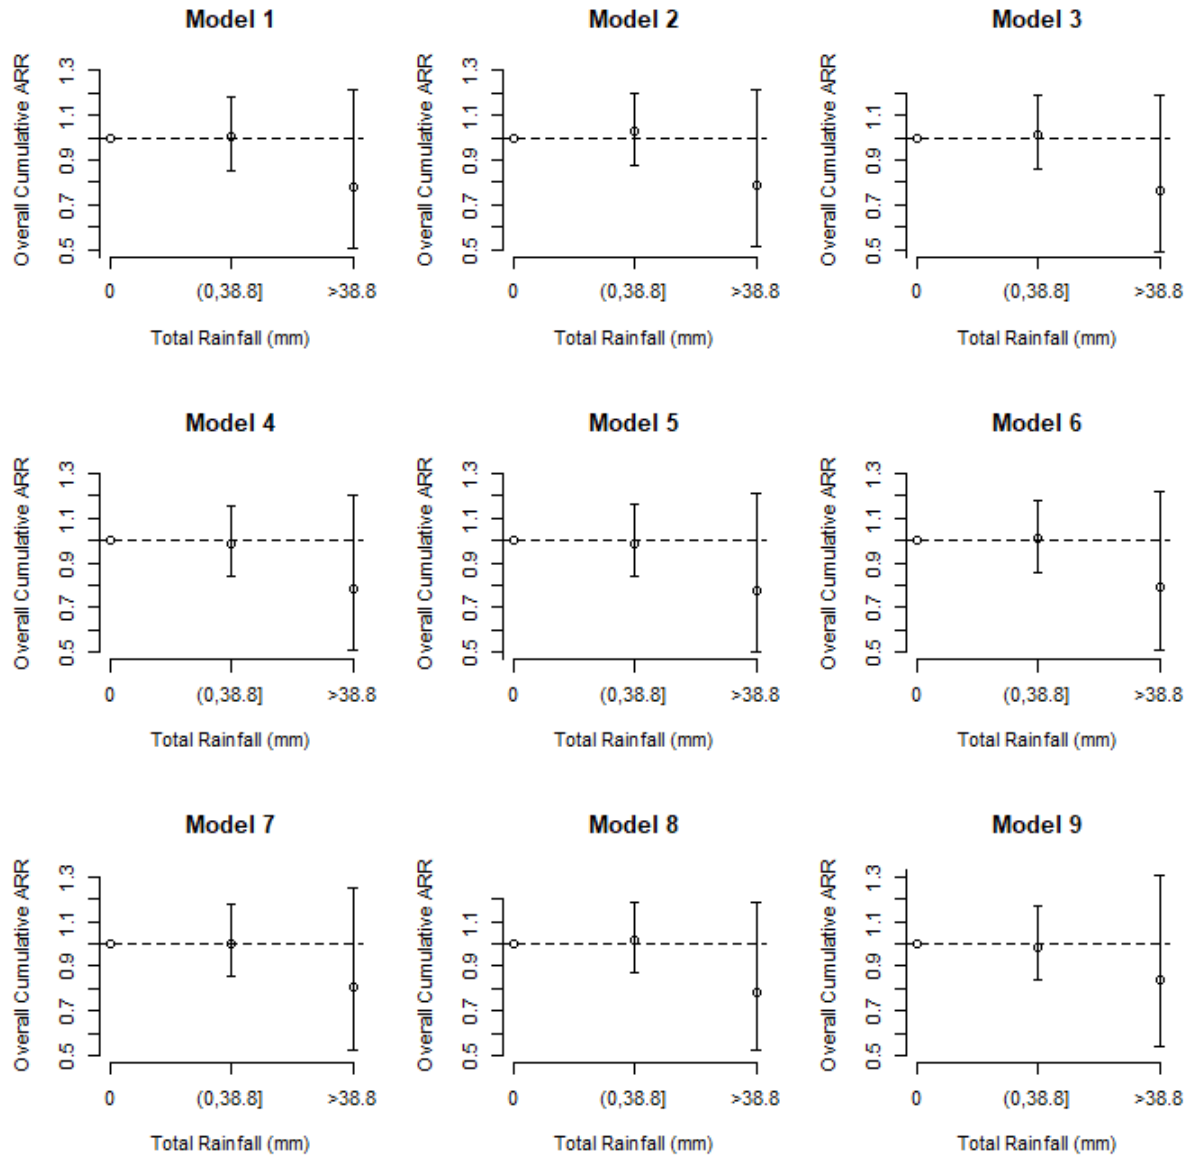 Model 1
Overall Cumulative ARR
1.3
1.1
0.9
0.7
0.5
0 (0,38.8] >38.8
Total Rainfall (mm)
Model 2
Overall Cumulative ARR
1.3
1.1
0.9
0.7
0.5
0 (0,38.8] >38.8
Total Rainfall (mm)
Model 3
Overall Cumulative ARR
1.1
0.9
0.7
0.5
0 (0,38.8] >38.8
Total Rainfall (mm)
Model 4
Overall Cumulative ARR
1.3
1.1
0.9
0.7
0.5
0 (0,38.8] >38.8
Total Rainfall (mm)
Model 5
Overall Cumulative ARR
1.3
1.1
0.9
0.7
0.5
0 (0,38.8] >38.8
Total Rainfall (mm)
Model 6
Overall Cumulative ARR
1.3
1.1
0.9
0.7
0.5
0 (0,38.8] >38.8
Total Rainfall (mm)
Model 7
Overall Cumulative ARR
1.3
1.1
0.9
0.7
0.5
0 (0,38.8] >38.8
Total Rainfall (mm)
Model 8
Overall Cumulative ARR
1.1
0.9
0.7
0.5
0 (0,38.8] >38.8
Total Rainfall (mm)
Model 9
Overall Cumulative ARR
1.3
1.1
0.9
0.7
0.5
0 (0,38.8] >38.8
Total Rainfall (mm)